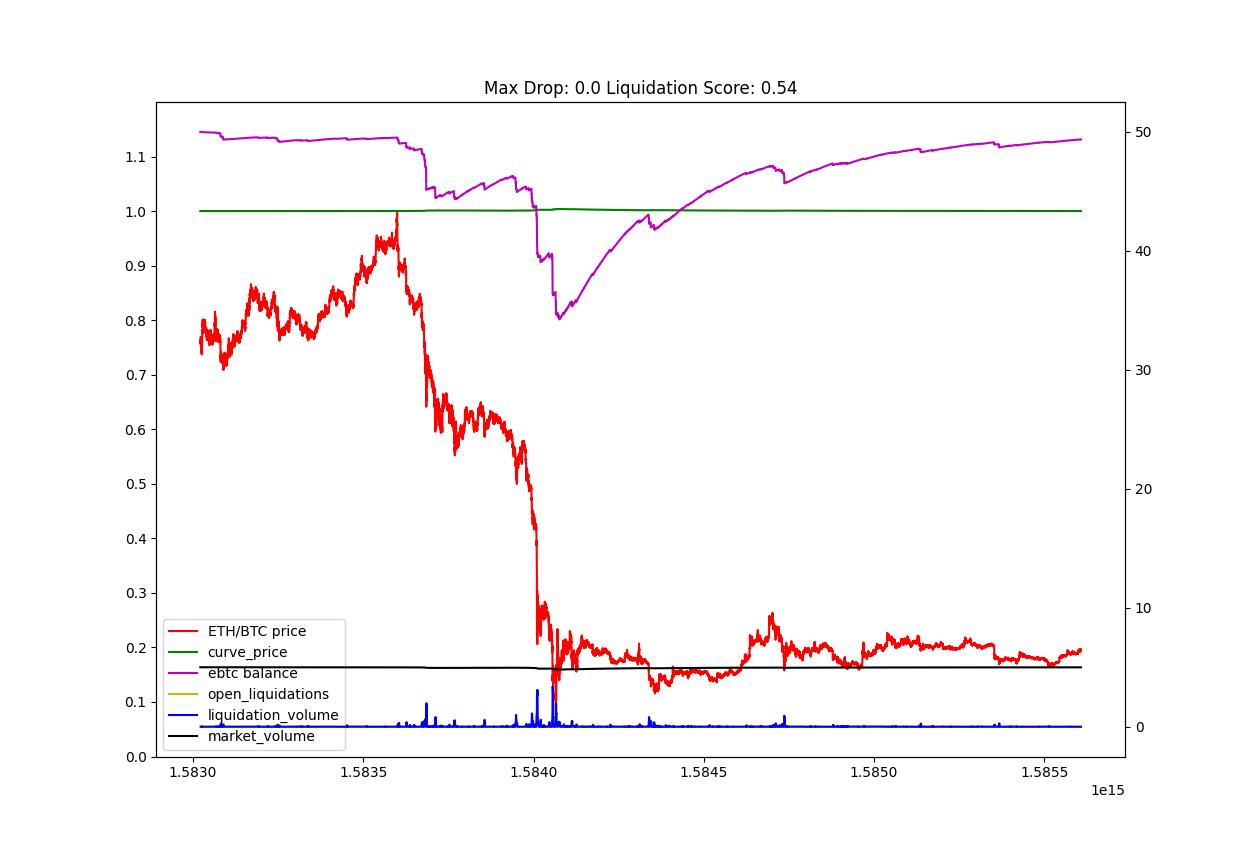 Max Drop: 0.0 Liquidation Score: 0.54
1.1
1.0
0.9
0.8
0.7
0.6
0.5
0.4
0.3
0.2
0.1
0.0
50
40
30
20
10
0
ETH/BTC price
curve_price
ebtc balance
open_liquidations
liquidation_volume
market_volume
1.5830 1.5835 1.5840 1.5845 1.5850 1.5855
1e15